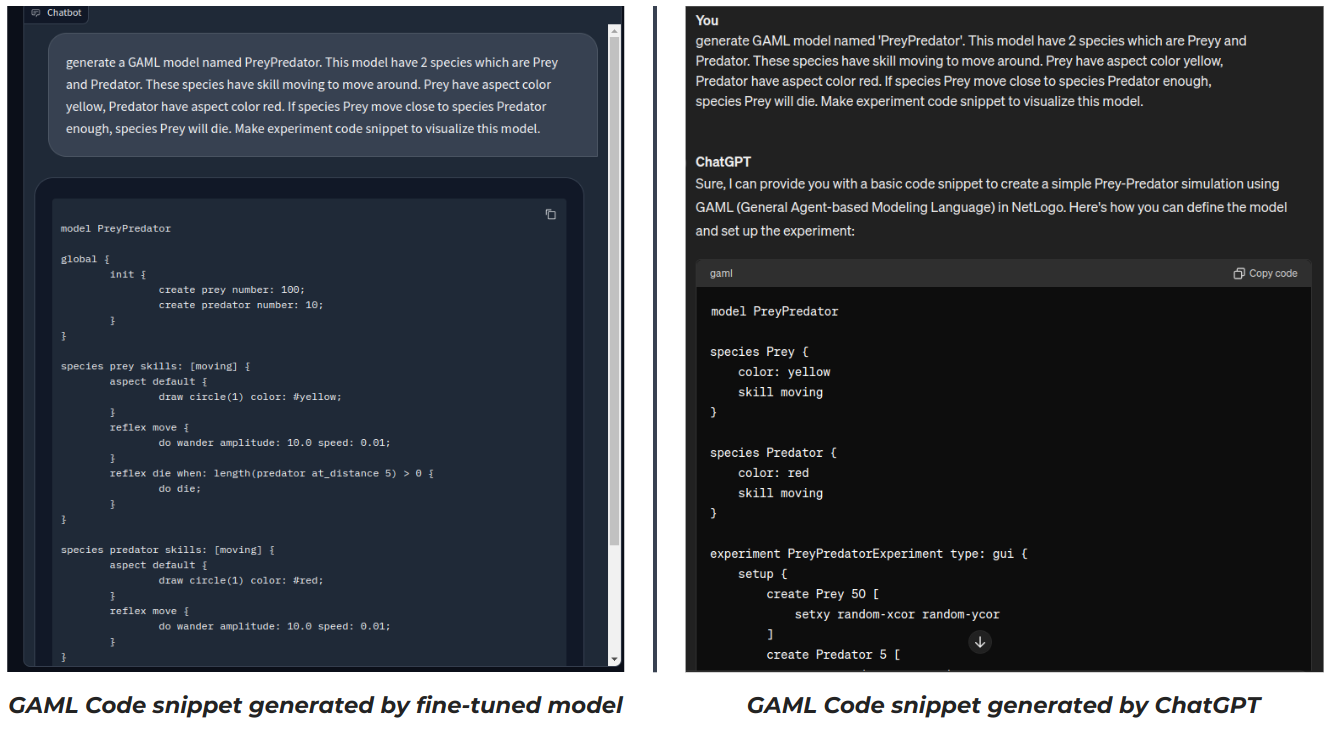 Chatbot
generate a GAML model named PreyPredator. This model have 2 species which are Prey
and Predator. These species have skill moving to move around. Prey have aspect color
yellow, Predator have aspect color red. If species Prey move close to species Predator
enough, species Prey will die. Make experiment code snippet to visualize this model.
model PreyPredator
global {
init {
create prey number: 100;
create predator number: 10;
}
}
species prey skills: [moving] {
aspect default {
draw circle(1) color: #yellow;
}
reflex move {
do wander amplitude: 10.0 speed: 0.01;
}
reflex die when: length(predator at_distance 5) > 0 {
do die;
}
}
species predator skills: [moving] {
aspect default {
draw circle(1) color: #red;
}
reflex move {
do wander amplitude: 10.0 speed: 0.01;
}
}
GAML Code snippet generated by fine-tuned model
You
generate GAML model named 'PreyPredator'. This model have 2 species which are Preyy and
Predator. These species have skill moving to move around. Prey have aspect color yellow,
Predator have aspect color red. If species Prey move close to species Predator enough,
species Prey will die. Make experiment code snippet to visualize this model.
ChatGPT
Sure, I can provide you with a basic code snippet to create a simple Prey-Predator simulation using
GAML (General Agent-based Modeling Language) in NetLogo. Here's how you can define the model
and set up the experiment:
gaml Copy code
model PreyPredator
species Prey {
color: yellow
skill moving
}
species Predator {
color: red
skill moving
}
experiment PreyPredatorExperiment type: gui {
setup {
create Prey 50 [
setxy random-xcor random-ycor
]
create Predator 5 [
GAML Code snippet generated by ChatGPT